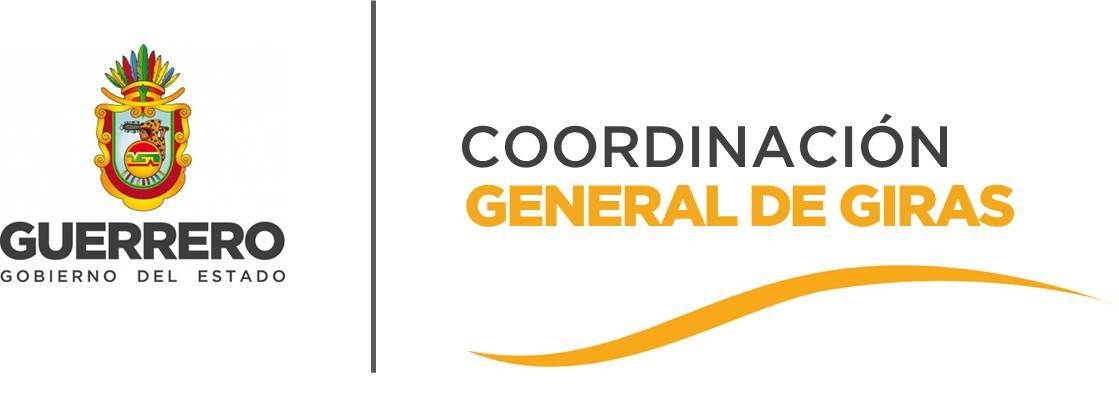 GUERRERO
GOBIERNO DEL ESTADO
COORDINACIÓN
GENERAL DE GIRAS